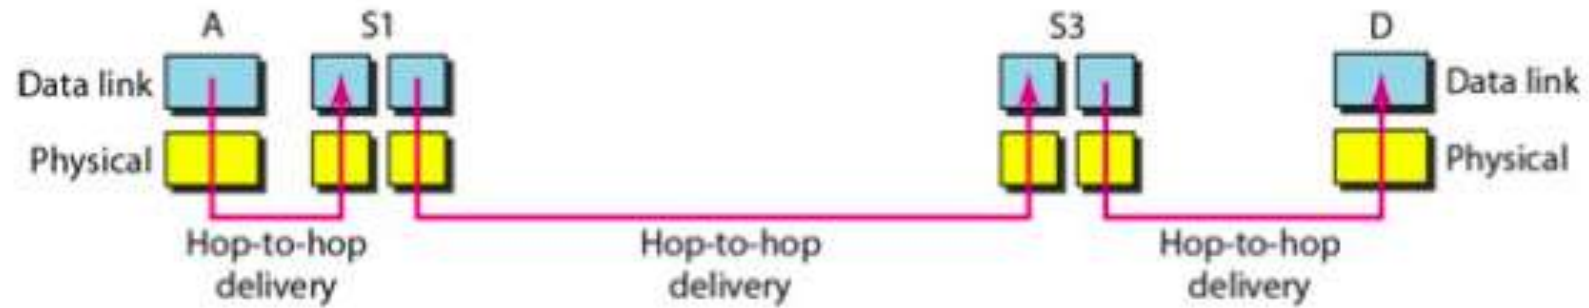 A S1 S3 D
Data link Data link
Physical Physical
Hop-to-hop Hop-to-hop Hop-to-hop
delivery delivery delivery